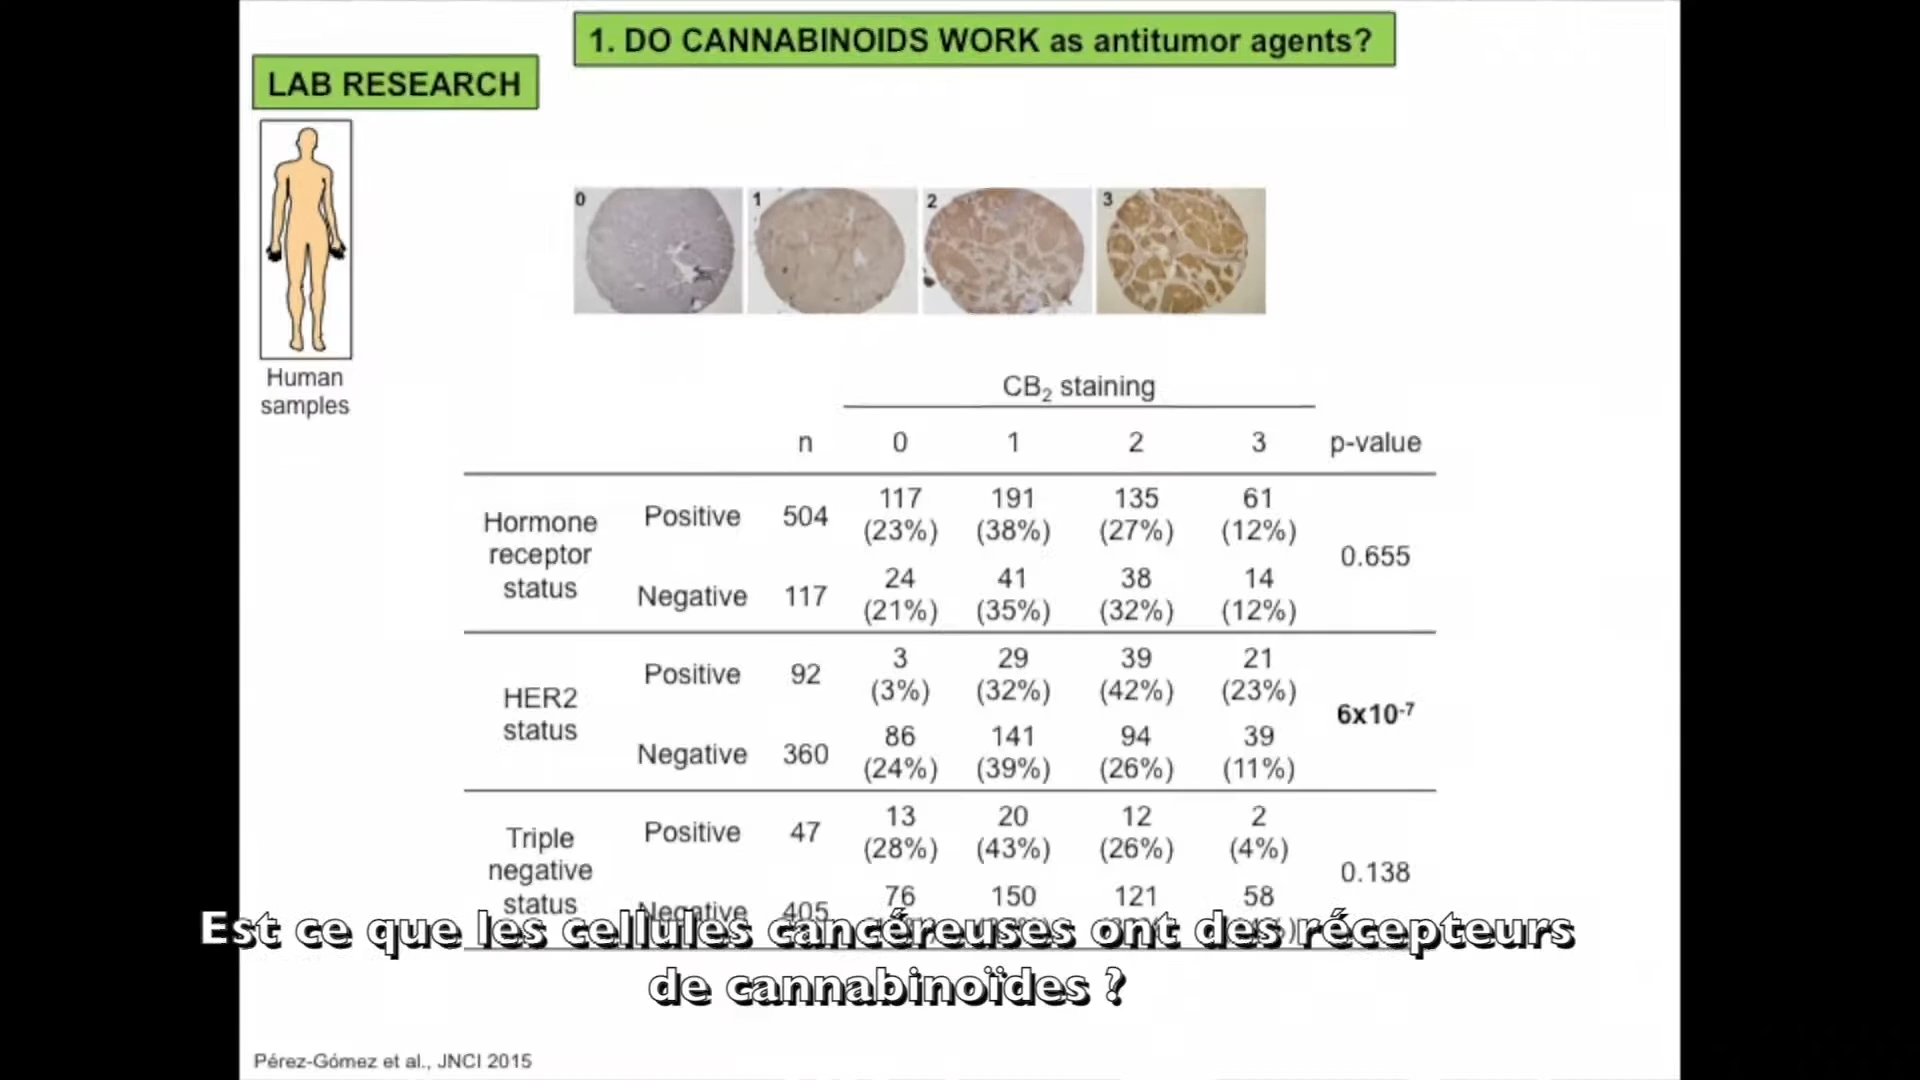 1. DO CANNABINOIDS WORK as antitumor agents?
LAB RESEARCH
0 1 2 3
Human
samples
CB₂ staining
n 0 1 2 3 p-value
Hormone
receptor
status
Positive 504 117 191 135 61
(23%) (38%) (27%) (12%)
0.655
Negative 117 24 41 38 14
(21%) (35%) (32%) (12%)
HER2
status
Positive 92 3 29 39 21
(3%) (32%) (42%) (23%)
6x10⁻⁷
Negative 360 86 141 94 39
(24%) (39%) (26%) (11%)
Triple
negative
status
Positive 47 13 20 12 2
(28%) (43%) (26%) (4%)
0.138
Negative 405 76 150 121 58
Est ce que les cellules cancéreuses ont des récepteurs
de cannabinoïdes ?
Pérez-Gómez et al., JNCI 2015